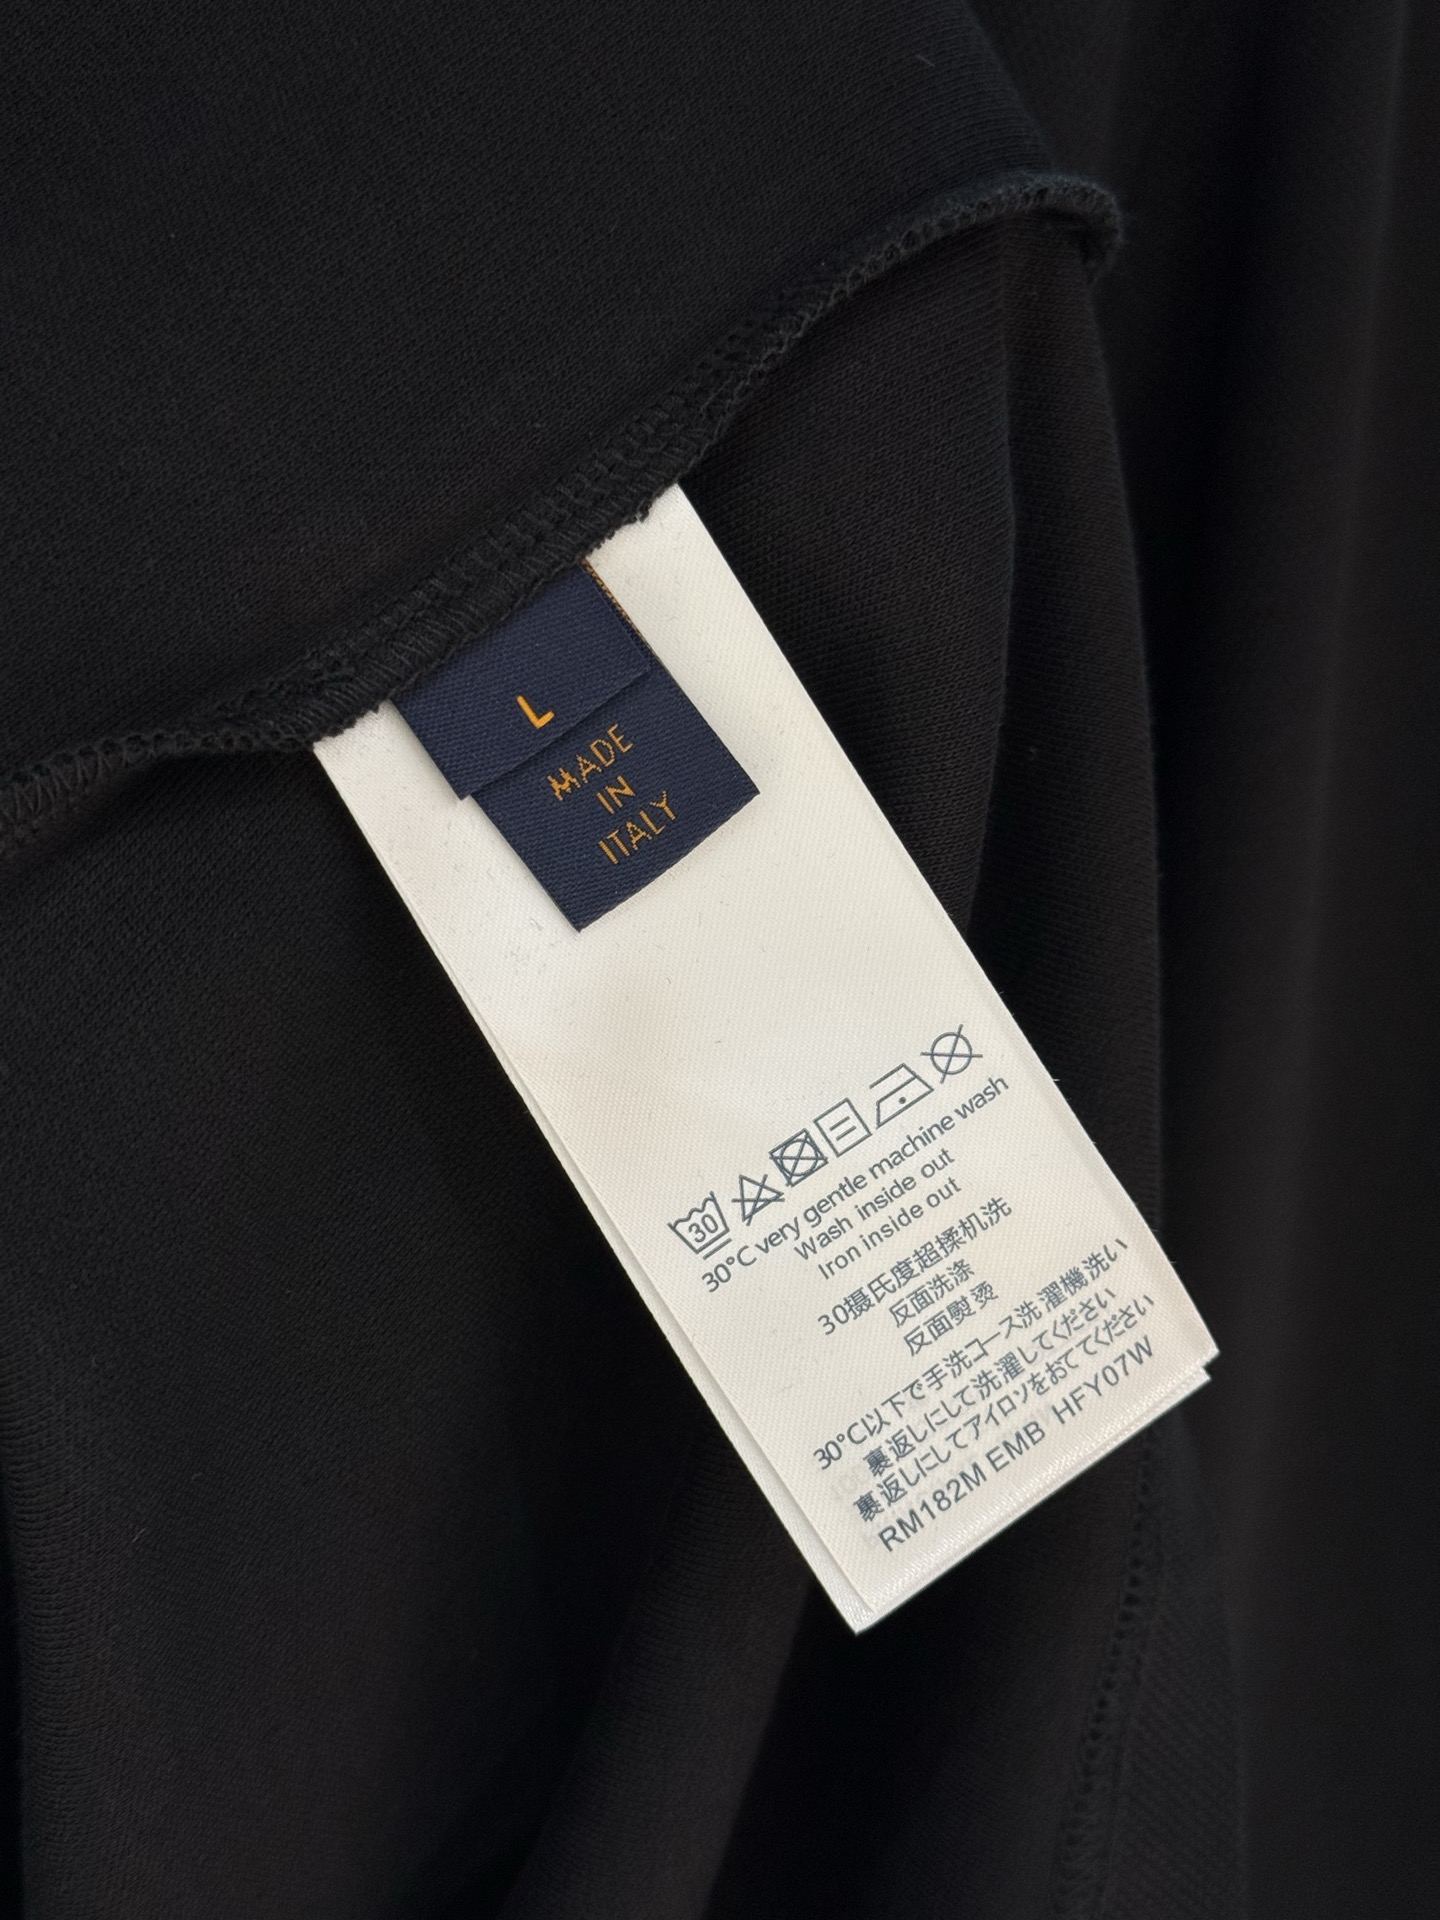 L
MADE
IN
ITALY
30
30°C very gentle machine wash
Wash inside out
Iron inside out
30摄氏度超揉机洗
反面洗涤
反面熨烫
30°C以下で手洗コース洗濯機洗い
裏返しにして洗濯してください
裏返しにしてアイロソをおててください
RM182M EMB HFY07W